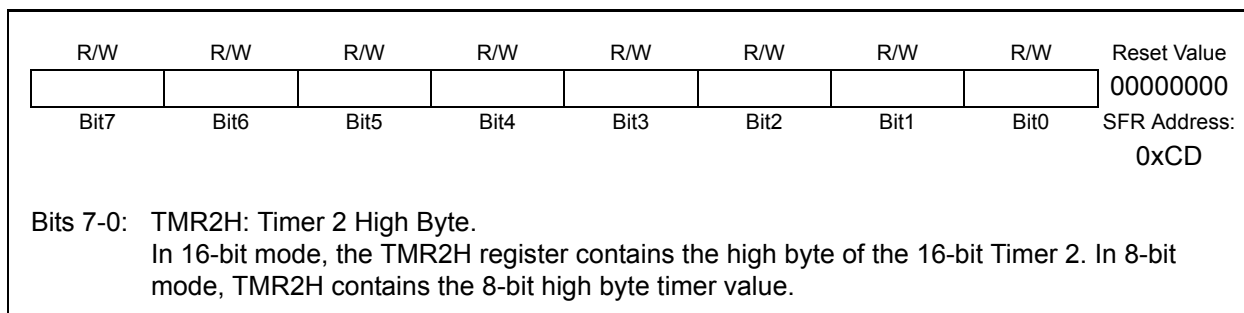 R/W R/W R/W R/W R/W R/W R/W R/W Reset Value
00000000
Bit7 Bit6 Bit5 Bit4 Bit3 Bit2 Bit1 Bit0 SFR Address:
0xCD
Bits 7-0: TMR2H: Timer 2 High Byte.
In 16-bit mode, the TMR2H register contains the high byte of the 16-bit Timer 2. In 8-bit
mode, TMR2H contains the 8-bit high byte timer value.